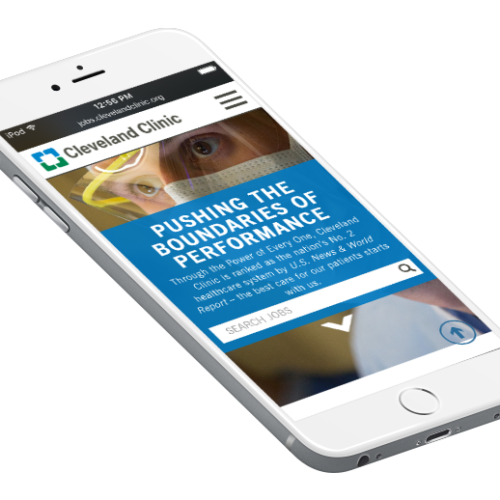 iPod 12:56 PM
jobs.clevelandclinic.org
Cleveland Clinic
PUSHING THE
BOUNDARIES OF
PERFORMANCE
Through the Power of Every One, Cleveland
Clinic is ranked as the nation's No. 2
healthcare system by U.S. News & World
Report – the best care for our patients starts
with us.
SEARCH JOBS